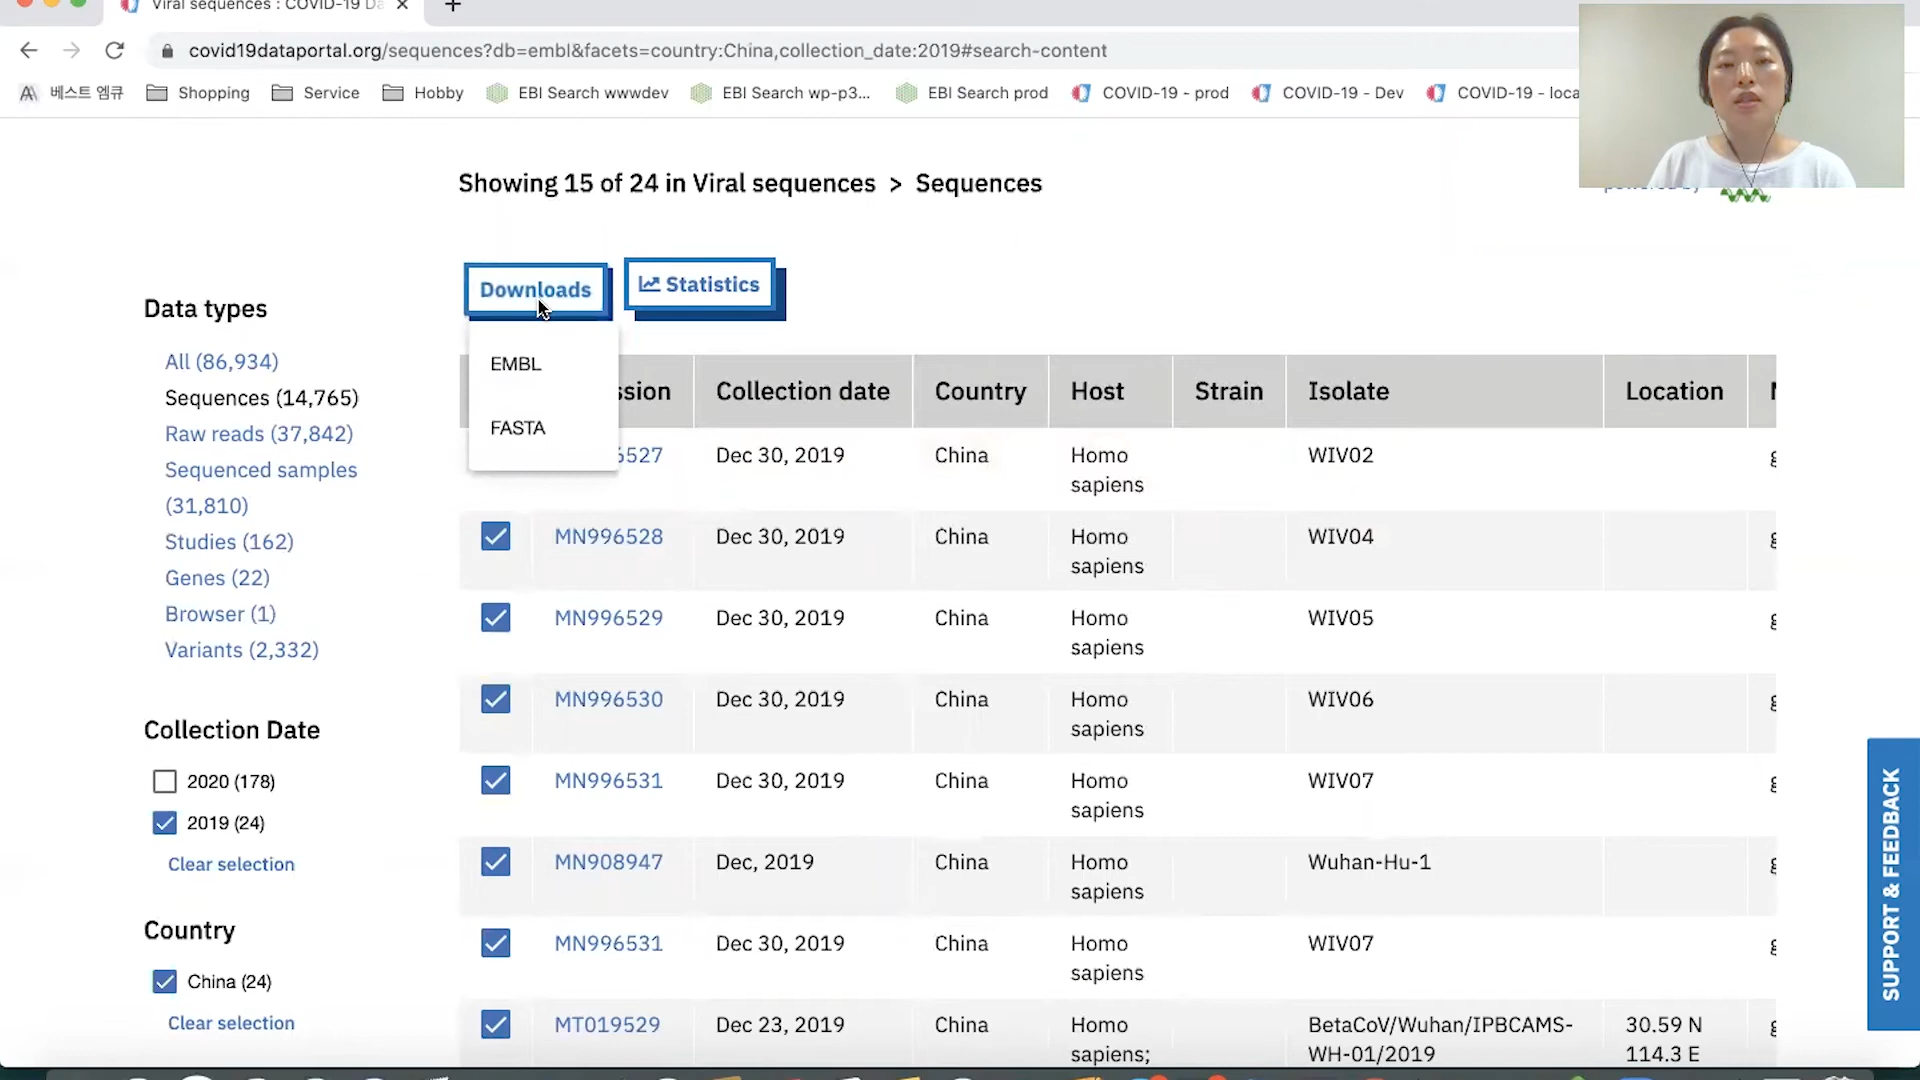 Viral sequences : COVID-19 Da
covid19dataportal.org/sequences?db=embl&facets=country:China,collection_date:2019#search-content
베스트 엠큐 Shopping Service Hobby EBI Search wwwdev EBI Search wp-p3... EBI Search prod COVID-19 - prod COVID-19 - Dev COVID-19 - loca
Showing 15 of 24 in Viral sequences > Sequences
powered by
Downloads Statistics
EMBL
FASTA
Data types
All (86,934)
Sequences (14,765)
Raw reads (37,842)
Sequenced samples
(31,810)
Studies (162)
Genes (22)
Browser (1)
Variants (2,332)
Collection Date
2020 (178)
2019 (24)
Clear selection
Country
China (24)
Clear selection
ssion Collection date Country Host Strain Isolate Location
6527 Dec 30, 2019 China Homo WIV02
sapiens
MN996528 Dec 30, 2019 China Homo WIV04
sapiens
MN996529 Dec 30, 2019 China Homo WIV05
sapiens
MN996530 Dec 30, 2019 China Homo WIV06
sapiens
MN996531 Dec 30, 2019 China Homo WIV07
sapiens
MN908947 Dec, 2019 China Homo Wuhan-Hu-1
sapiens
MN996531 Dec 30, 2019 China Homo WIV07
sapiens
MT019529 Dec 23, 2019 China Homo BetaCoV/Wuhan/IPBCAMS- 30.59 N
sapiens; WH-01/2019 114.3 E
SUPPORT & FEEDBACK